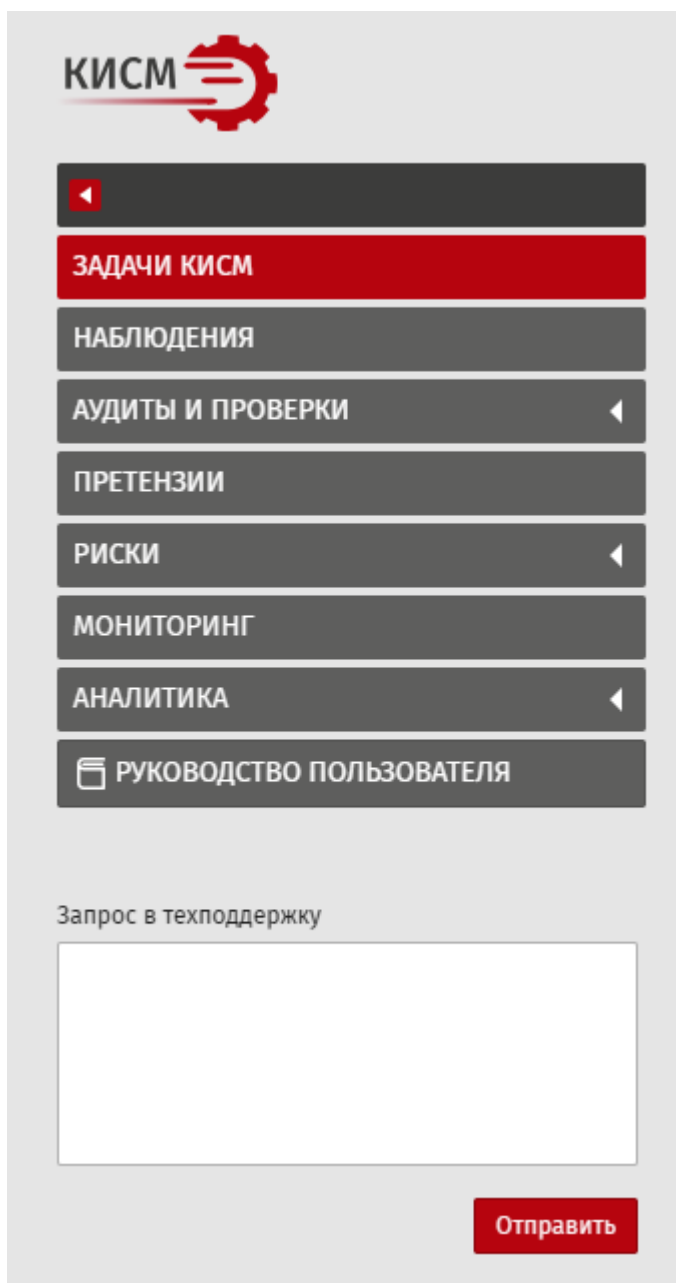 КИСМ
ЗАДАЧИ КИСМ
НАБЛЮДЕНИЯ
АУДИТЫ И ПРОВЕРКИ
ПРЕТЕНЗИИ
РИСКИ
МОНИТОРИНГ
АНАЛИТИКА
РУКОВОДСТВО ПОЛЬЗОВАТЕЛЯ
Запрос в техподдержку
Отправить